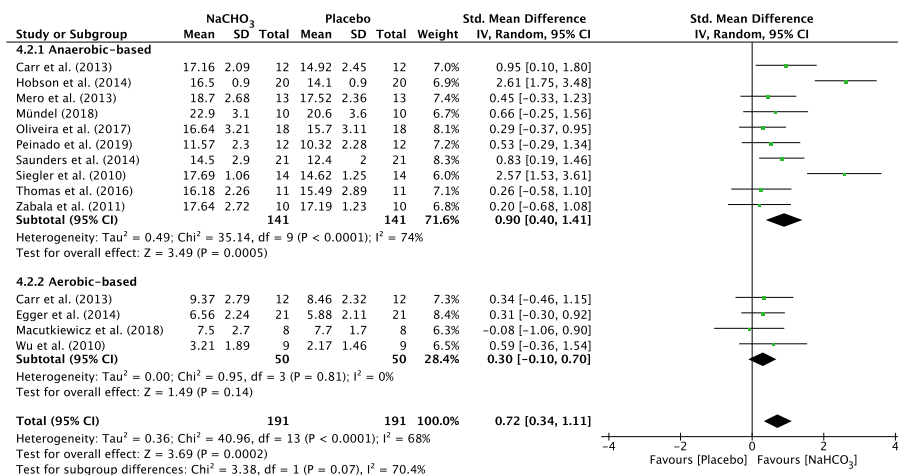 NaCHO3 Placebo Std. Mean Difference Std. Mean Difference
Study or Subgroup Mean SD Total Mean SD Total Weight IV, Random, 95% CI IV, Random, 95% CI
4.2.1 Anaerobic-based
Carr et al. (2013) 17.16 2.09 12 14.92 2.45 12 7.0% 0.95 [0.10, 1.80]
Hobson et al. (2014) 16.5 0.9 20 14.1 0.9 20 6.9% 2.61 [1.75, 3.48]
Mero et al. (2013) 18.7 2.68 13 17.52 2.36 13 7.4% 0.45 [-0.33, 1.23]
Mündel (2018) 22.9 3.1 10 20.6 3.6 10 6.6% 0.66 [-0.25, 1.56]
Oliveira et al. (2017) 16.64 3.21 18 15.7 3.11 18 8.1% 0.29 [-0.37, 0.95]
Peinado et al. (2019) 11.57 2.3 12 10.32 2.28 12 7.2% 0.53 [-0.29, 1.34]
Saunders et al. (2014) 14.5 2.9 21 12.4 2 21 8.3% 0.83 [0.19, 1.46]
Siegler et al. (2010) 17.69 1.06 14 14.62 1.25 14 6.2% 2.57 [1.53, 3.61]
Thomas et al. (2016) 16.18 2.26 11 15.49 2.89 11 7.1% 0.26 [-0.58, 1.10]
Zabala et al. (2011) 17.64 2.72 10 17.19 1.23 10 6.9% 0.20 [-0.68, 1.08]
Subtotal (95% CI) 141 141 71.6% 0.90 [0.40, 1.41]
Heterogeneity: Tau² = 0.49; Chi² = 35.14, df = 9 (P < 0.0001); I² = 74%
Test for overall effect: Z = 3.49 (P = 0.0005)
4.2.2 Aerobic-based
Carr et al. (2013) 9.37 2.79 12 8.46 2.32 12 7.3% 0.34 [-0.46, 1.15]
Egger et al. (2014) 6.56 2.24 21 5.88 2.11 21 8.4% 0.31 [-0.30, 0.92]
Macutkiewicz et al. (2018) 7.5 2.7 8 7.7 1.7 8 6.3% -0.08 [-1.06, 0.90]
Wu et al. (2010) 3.21 1.89 9 2.17 1.46 9 6.5% 0.59 [-0.36, 1.54]
Subtotal (95% CI) 50 50 28.4% 0.30 [-0.10, 0.70]
Heterogeneity: Tau² = 0.00; Chi² = 0.95, df = 3 (P = 0.81); I² = 0%
Test for overall effect: Z = 1.49 (P = 0.14)
Total (95% CI) 191 191 100.0% 0.72 [0.34, 1.11]
Heterogeneity: Tau² = 0.36; Chi² = 40.96, df = 13 (P < 0.0001); I² = 68%
Test for overall effect: Z = 3.69 (P = 0.0002)
Test for subgroup differences: Chi² = 3.38, df = 1 (P = 0.07), I² = 70.4%
-4 -2 0 2 4
Favours [Placebo] Favours [NaHCO3]